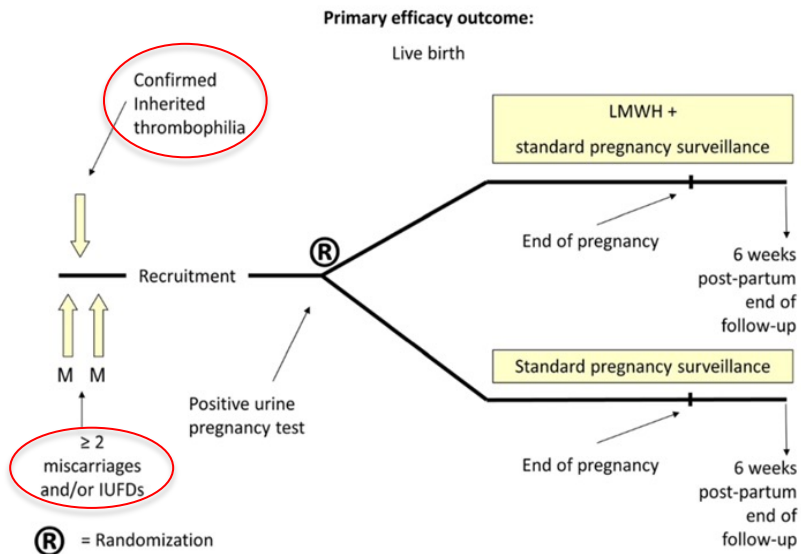 Primary efficacy outcome:
Live birth
Confirmed
Inherited
thrombophilia
LMWH +
standard pregnancy surveillance
End of pregnancy
6 weeks
post-partum
end of
follow-up
R
Recruitment
M M
≥ 2
miscarriages
and/or IUFDs
Positive urine
pregnancy test
Standard pregnancy surveillance
End of pregnancy
6 weeks
post-partum
end of
follow-up
R = Randomization